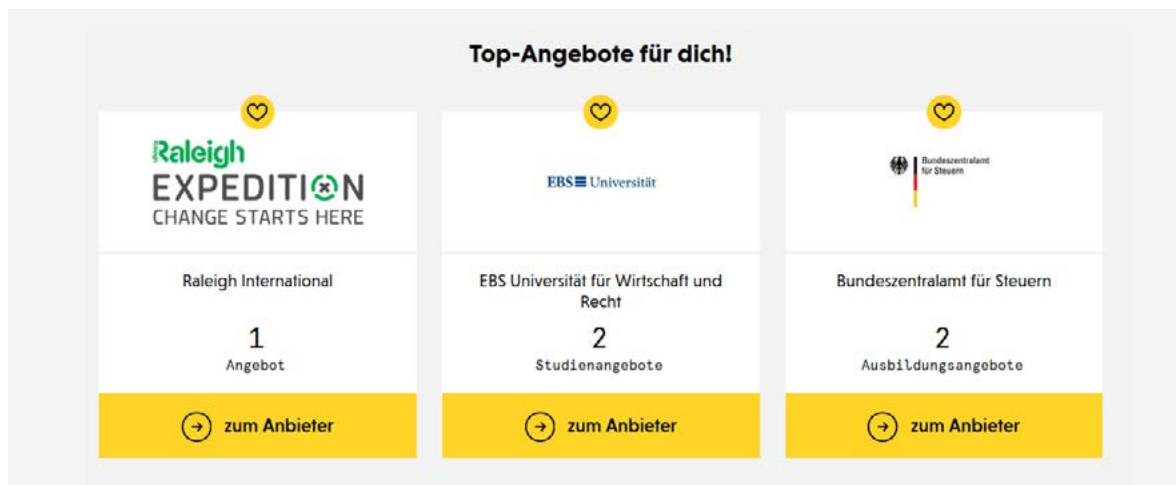 Top-Angebote für dich!
Raleigh
EXPEDITION
CHANGE STARTS HERE
EBS Universität
Bundeszentralamt
für Steuern
Raleigh International
EBS Universität für Wirtschaft und
Recht
Bundeszentralamt für Steuern
1
Angebot
2
Studienangebote
2
Ausbildungsangebote
zum Anbieter
zum Anbieter
zum Anbieter